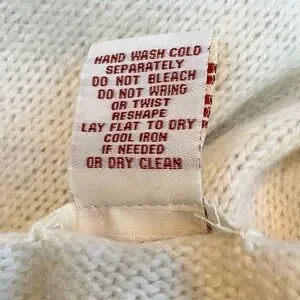 HAND WASH COLD
SEPARATELY
DO NOT BLEACH
DO NOT WRING
OR TWIST
RESHAPE
LAY FLAT TO DRY
COOL IRON
IF NEEDED
OR DRY CLEAN